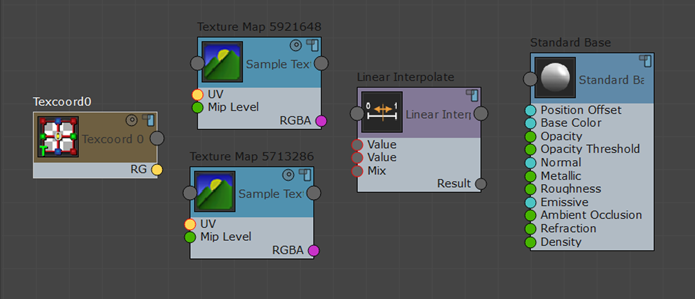 Texture Map 5921648
Sample Tex
UV
Mip Level
RGBA
Texcoord0
Texcoord 0
RG
Texture Map 5713286
Sample Tex
UV
Mip Level
RGBA
Linear Interpolate
0
1
Linear Interp
Value
Value
Mix
Result
Standard Base
Standard Ba
Position Offset
Base Color
Opacity
Opacity Threshold
Normal
Metallic
Roughness
Emissive
Ambient Occlusion
Refraction
Density